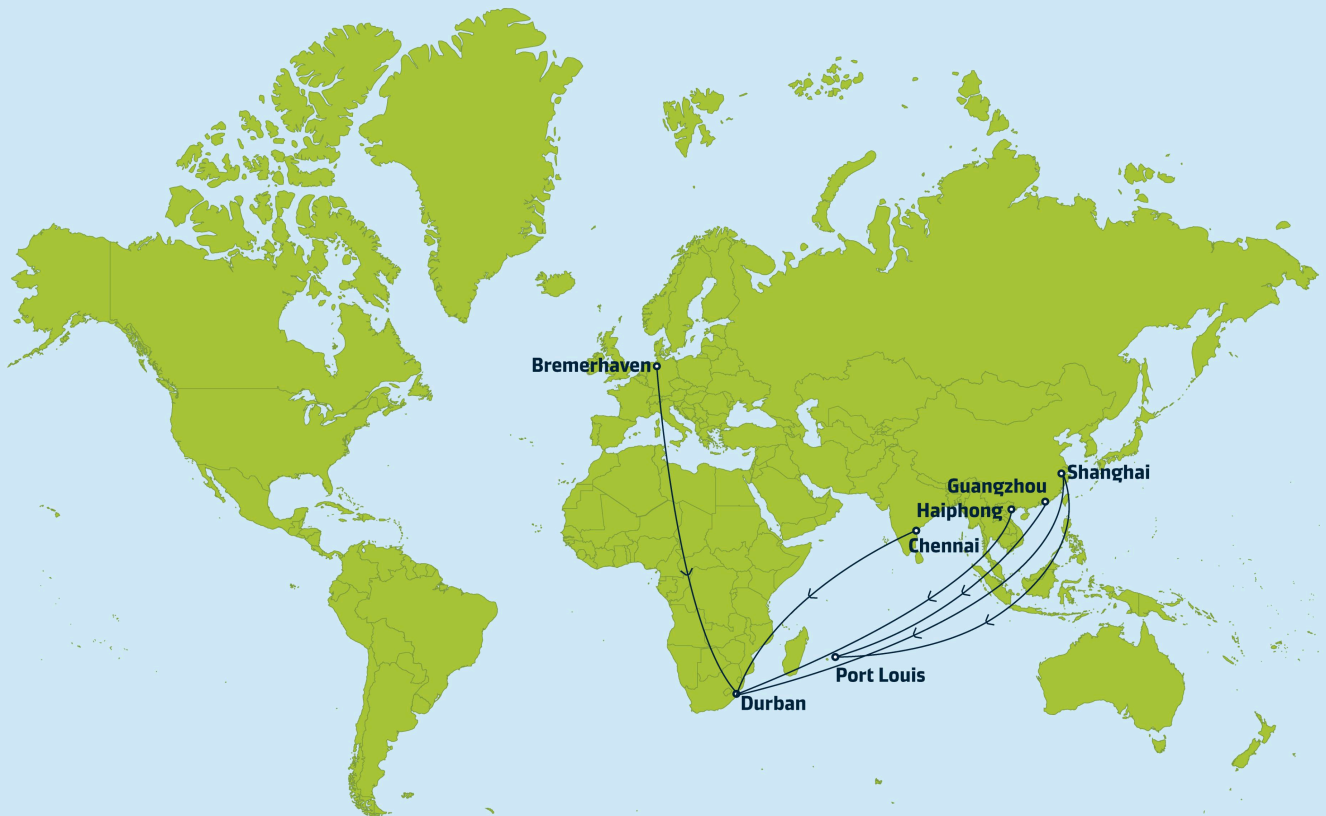 Bremerhaven
Shanghai
Guangzhou
Haiphong
Chennai
Port Louis
Durban